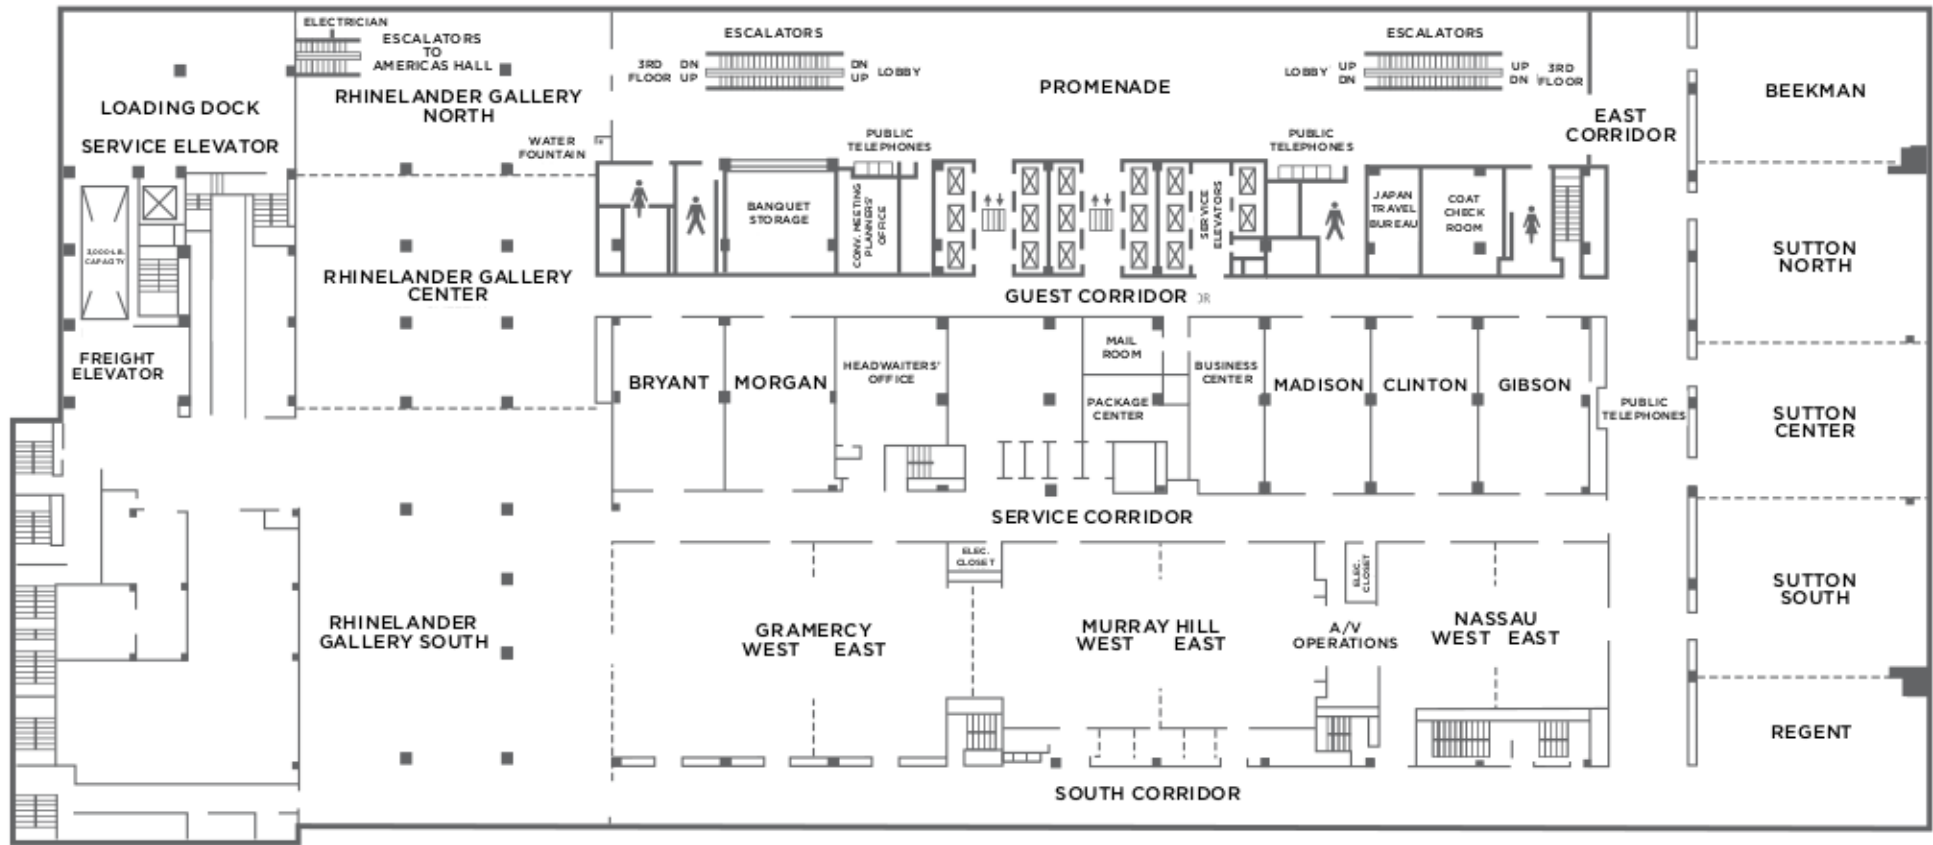 ELECTRICIAN
ESCALATORS
TO
AMERICAS HALL
ESCALATORS
3RD
FLOOR
DN
UP
DN
UP
LOBBY
PROMENADE
ESCALATORS
LOBBY
UP
DN
UP
DN
3RD
FLOOR
BEEKMAN
LOADING DOCK
SERVICE ELEVATOR
RHINELANDER GALLERY
NORTH
WATER
FOUNTAIN
PUBLIC
TELEPHONES
PUBLIC
TELEPHONES
EAST
CORRIDOR
BANQUET
STORAGE
CONV. MEETING
PLANNERS'
OFFICE
SERVICE
ELEVATORS
JAPAN
TRAVEL
BUREAU
COAT
CHECK
ROOM
3,000-LB.
CAPACITY
SUTTON
NORTH
RHINELANDER GALLERY
CENTER
GUEST CORRIDOR
OR
FREIGHT
ELEVATOR
BRYANT
MORGAN
HEADWAITERS'
OFFICE
MAIL
ROOM
PACKAGE
CENTER
BUSINESS
CENTER
MADISON
CLINTON
GIBSON
PUBLIC
TELEPHONES
SUTTON
CENTER
SERVICE CORRIDOR
ELEC.
CLOSET
ELEC.
CLOSET
SUTTON
SOUTH
RHINELANDER
GALLERY SOUTH
GRAMERCY
WEST EAST
MURRAY HILL
WEST EAST
A/V
OPERATIONS
NASSAU
WEST EAST
REGENT
SOUTH CORRIDOR